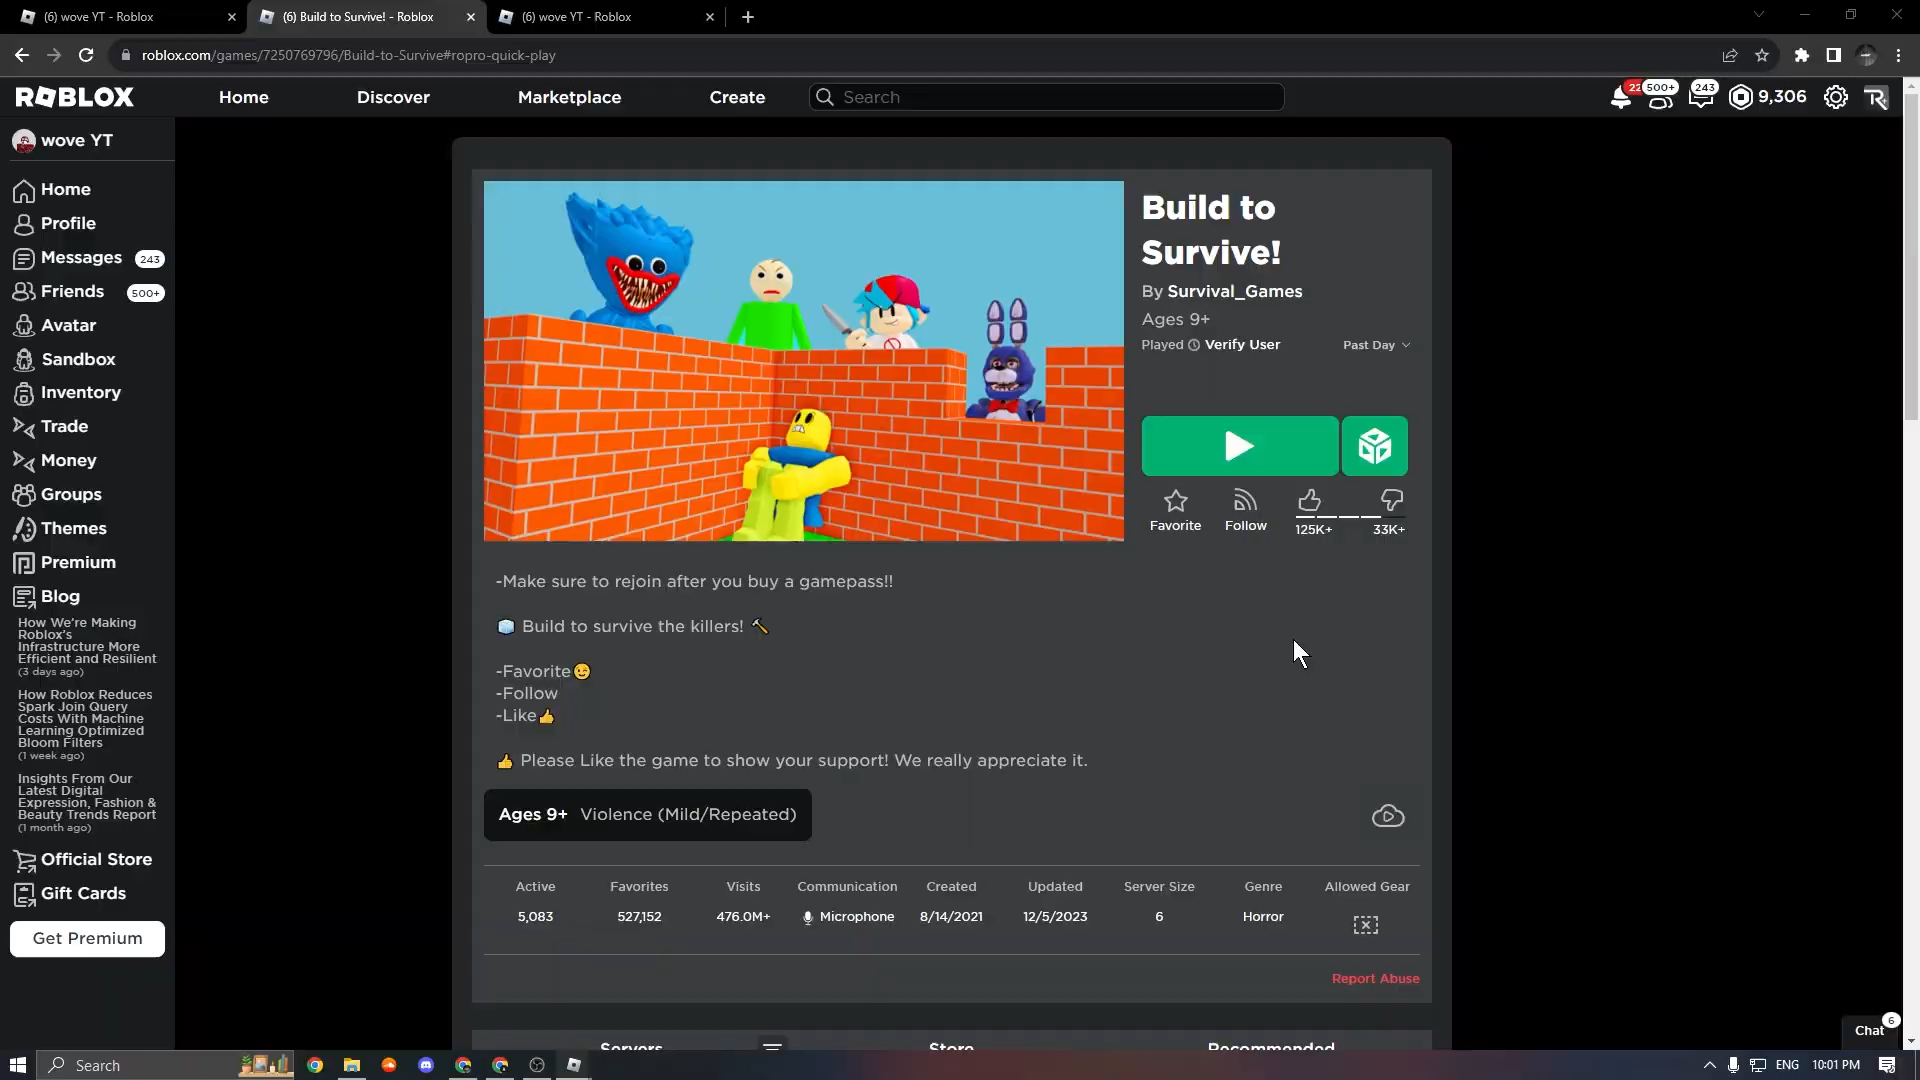 (6) wove YT - Roblox
(6) Build to Survive! - Roblox
(6) wove YT - Roblox
roblox.com/games/7250769796/Build-to-Survive#ropro-quick-play
ROBLOX
Home
Discover
Marketplace
Create
Search
500+
243
9,306
wove YT
Home
Profile
Messages
243
Friends
500+
Avatar
Sandbox
Inventory
Trade
Money
Groups
Themes
Premium
Blog
How We're Making
Roblox's
Infrastructure More
Efficient and Resilient
(3 days ago)
How Roblox Reduces
Spark Join Query
Costs With Machine
Learning Optimized
Bloom Filters
(1 week ago)
Insights From Our
Latest Digital
Expression, Fashion &
Beauty Trends Report
(1 month ago)
Official Store
Gift Cards
Get Premium
Build to
Survive!
By Survival_Games
Ages 9+
Played Verify User
Past Day
Favorite
Follow
125K+
33K+
-Make sure to rejoin after you buy a gamepass!!
🧊 Build to survive the killers! 🔨
-Favorite😉
-Follow
-Like👍
👍 Please Like the game to show your support! We really appreciate it.
Ages 9+ Violence (Mild/Repeated)
Active
Favorites
Visits
Communication
Created
Updated
Server Size
Genre
Allowed Gear
5,083
527,152
476.0M+
Microphone
8/14/2021
12/5/2023
6
Horror
Report Abuse
Servers
Store
Recommended
Chat
6
Search
ENG
10:01 PM